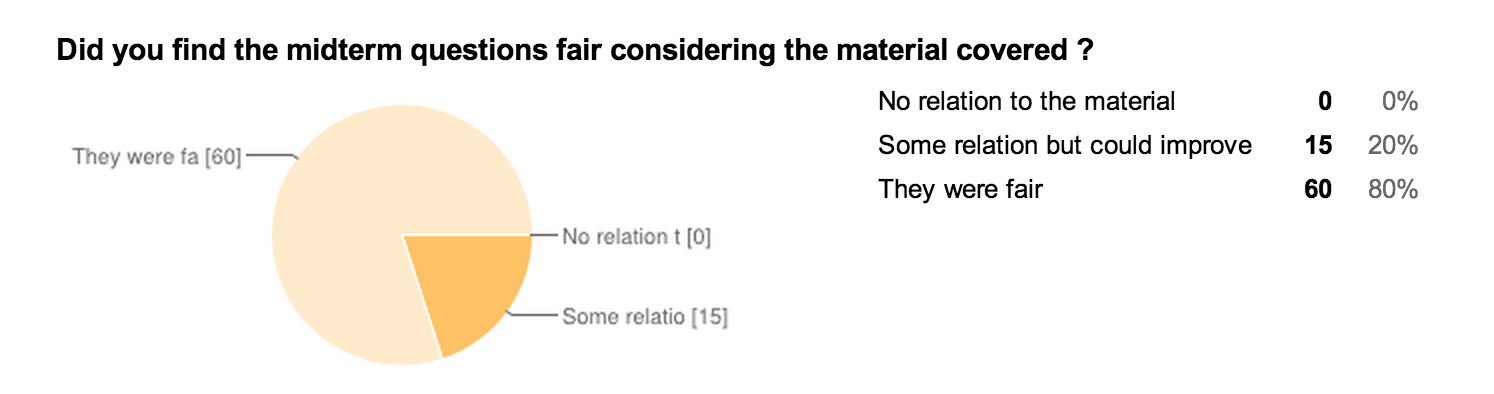 Did you find the midterm questions fair considering the material covered ?
They were fa [60]
No relation t [0]
Some relatio [15]
No relation to the material 0 0%
Some relation but could improve 15 20%
They were fair 60 80%